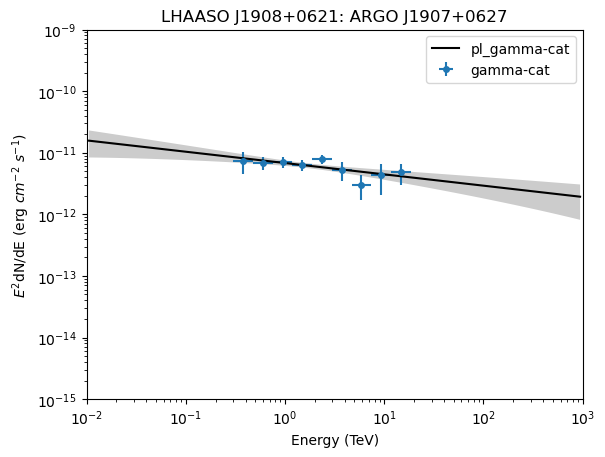 LHAASO J1908+0621: ARGO J1907+0627
pl_gamma-cat
gamma-cat
10⁻⁹
10⁻¹⁰
10⁻¹¹
10⁻¹²
10⁻¹³
10⁻¹⁴
10⁻¹⁵
E²dN/dE (erg cm⁻² s⁻¹)
10⁻² 10⁻¹ 10⁰ 10¹ 10² 10³
Energy (TeV)